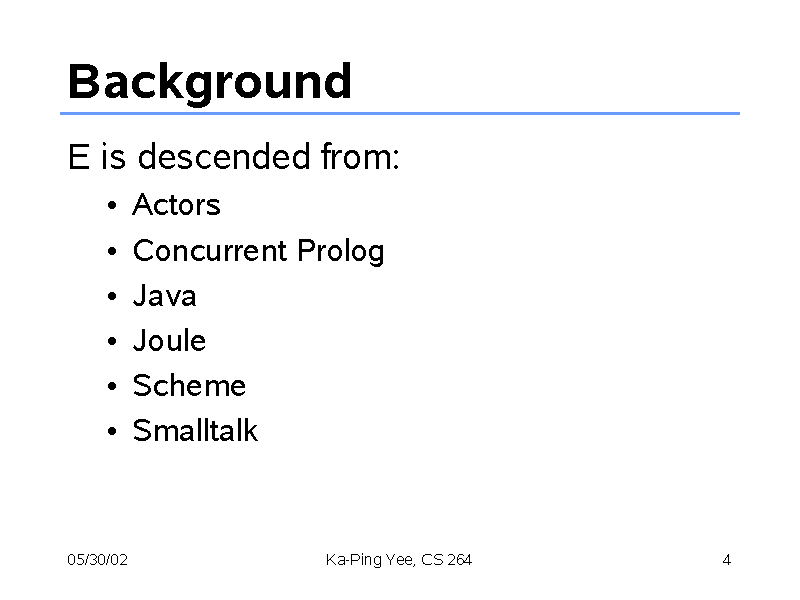 Background
E is descended from:
• Actors
• Concurrent Prolog
• Java
• Joule
• Scheme
• Smalltalk
05/30/02
Ka-Ping Yee, CS 264
4